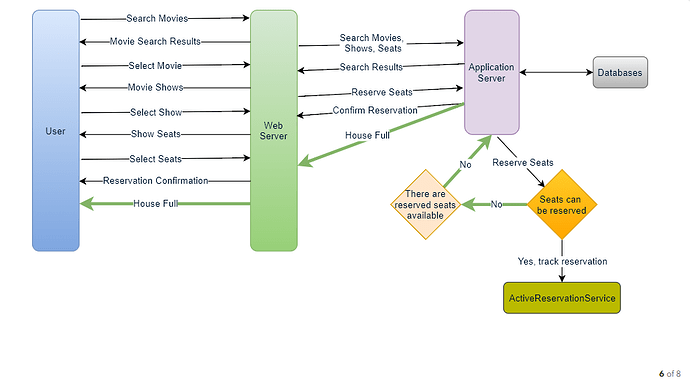 Search Movies
Movie Search Results
Select Movie
Movie Shows
Select Show
Show Seats
Select Seats
Reservation Confirmation
House Full
User
Web
Server
Search Movies,
Shows, Seats
Search Results
Reserve Seats
Confirm Reservation
House Full
Application
Server
Databases
No
Reserve Seats
There are
reserved seats
available
No
Seats can
be reserved
Yes, track reservation
ActiveReservationService
6 of 8